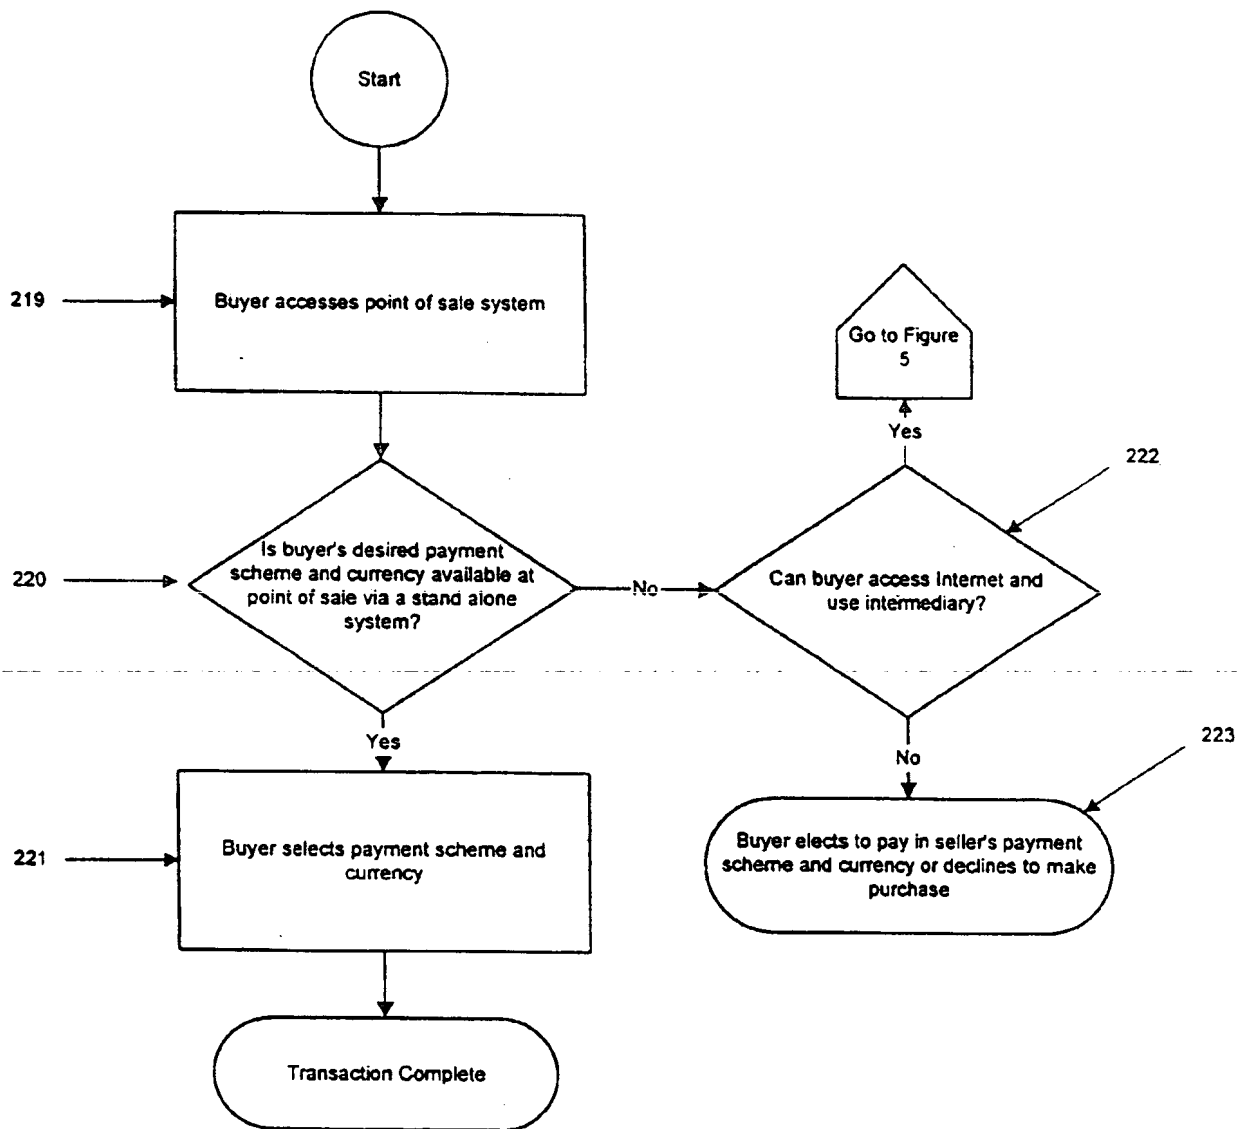 Start
219
Buyer accesses point of sale system
Go to Figure
5
Yes
222
220
Is buyer's desired payment
scheme and currency available at
point of sale via a stand alone
system?
No
Can buyer access Internet and
use intermediary?
Yes
No
223
221
Buyer selects payment scheme and
currency
Buyer elects to pay in seller's payment
scheme and currency or declines to make
purchase
Transaction Complete